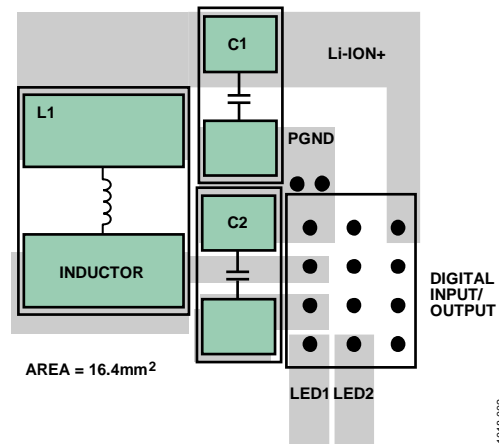 C1
Li-ION+
L1
PGND
C2
INDUCTOR
DIGITAL
INPUT/
OUTPUT
AREA = 16.4mm²
LED1 LED2